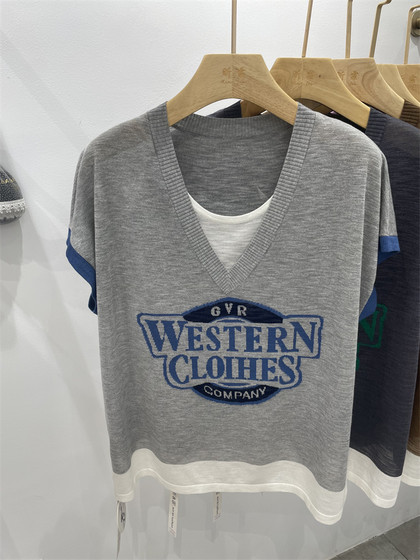 GVR
WESTERN
CLOIHES
COMPANY